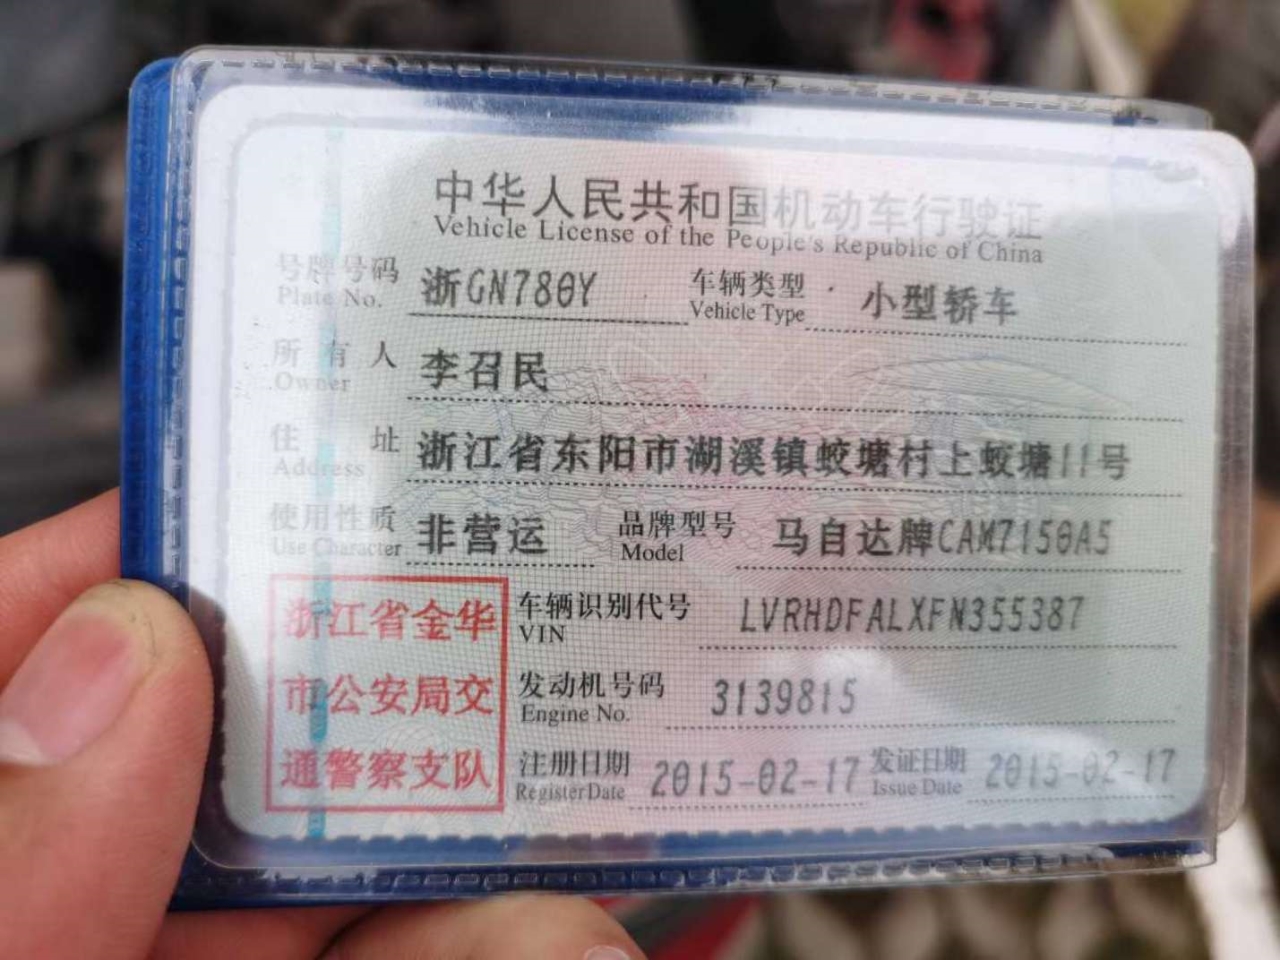 中华人民共和国机动车行驶证
Vehicle License of the People's Republic of China
号牌号码 浙GN780Y 车辆类型 小型轿车
Plate No. Vehicle Type
所有人 李召民
Owner
住址 浙江省东阳市湖溪镇蛟塘村上蛟塘11号
Address
使用性质 非营运 品牌型号 马自达牌CAM7150A5
Use Character Model
浙江省金华
市公安局交
通警察支队
车辆识别代号 LVRHDFALXFN355387
VIN
发动机号码 3139815
Engine No.
注册日期 2015-02-17 发证日期 2015-02-17
Register Date Issue Date